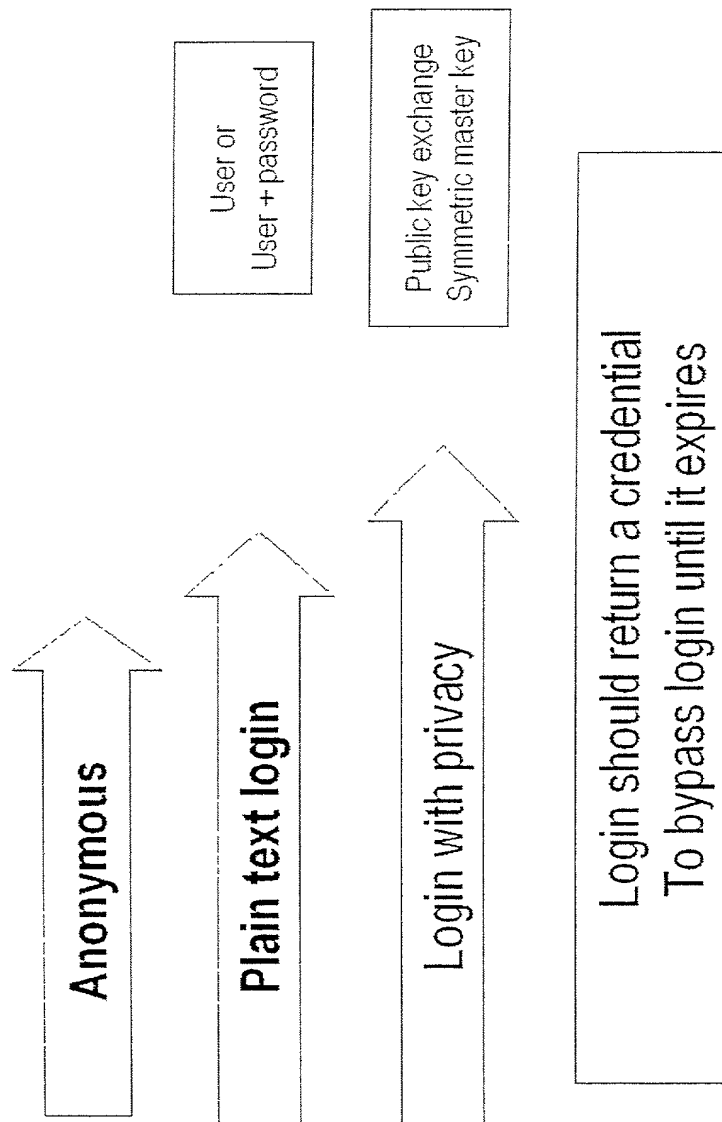 Anonymous
Plain text login
User or
User + password
Login with privacy
Public key exchange
Symmetric master key
Login should return a credential
To bypass login until it expires